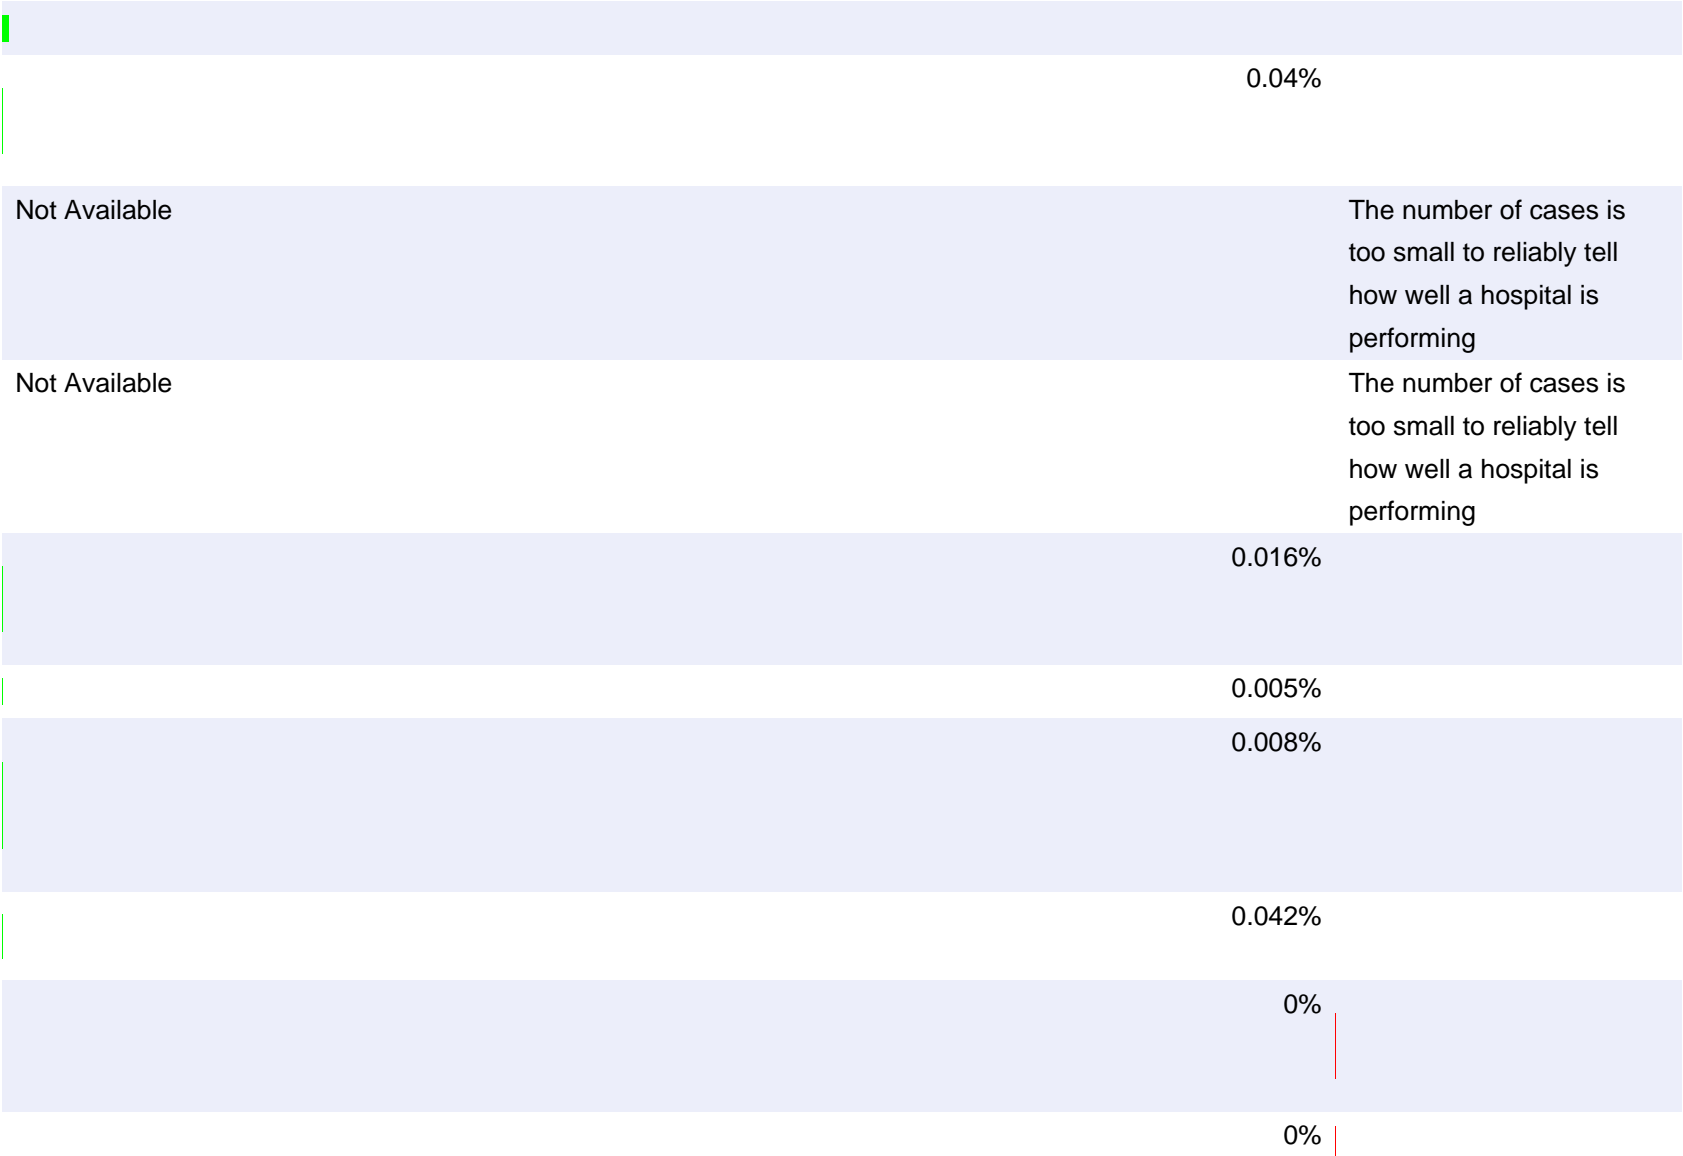 0.04%
Not Available
The number of cases is
too small to reliably tell
how well a hospital is
performing
Not Available
The number of cases is
too small to reliably tell
how well a hospital is
performing
0.016%
0.005%
0.008%
0.042%
0%
0%